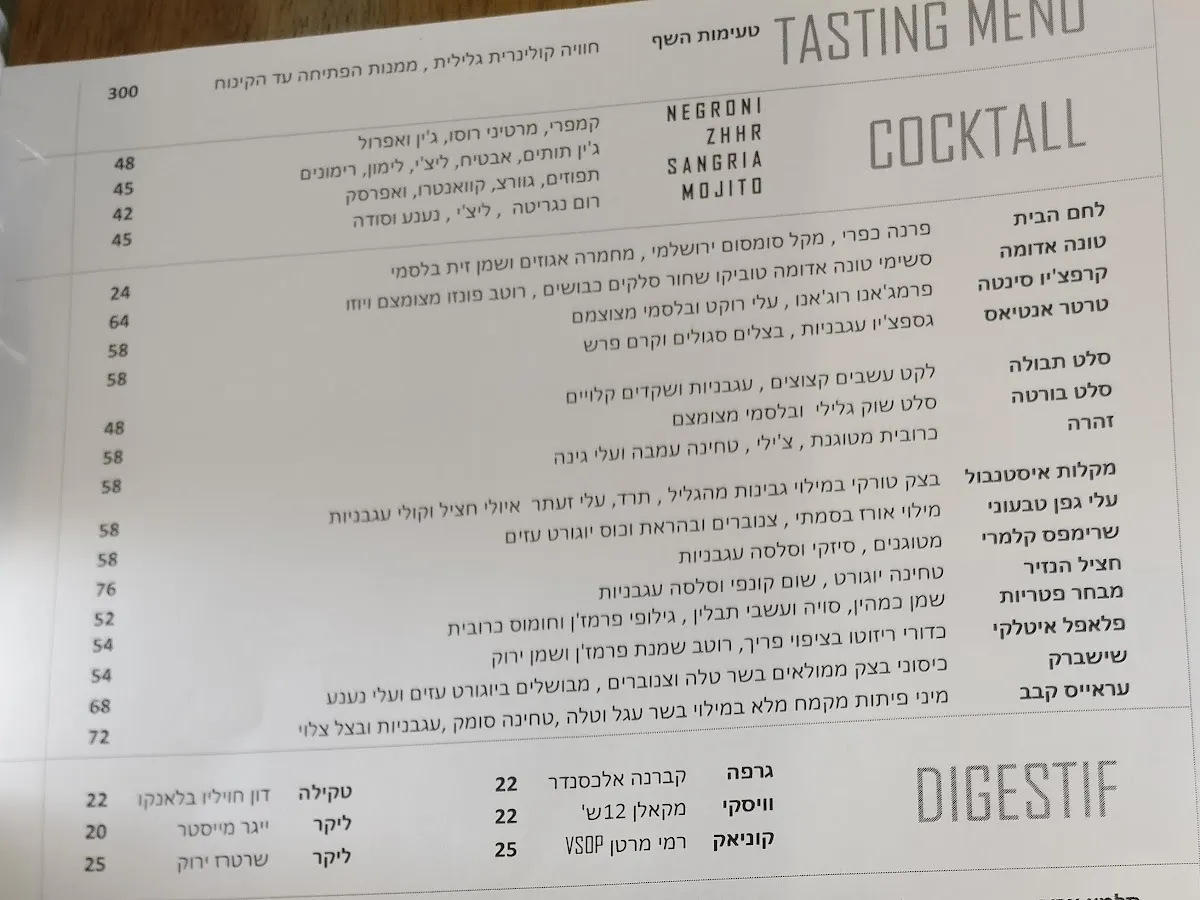 TASTING MENU
טעימות השף חוויה קולינרית גלילית , ממנות הפתיחה עד הקינוח 300
COCKTALL
NEGRONI קמפרי, מרטיני רוסו, ג'ין ואפרול 48
ZHHR ג'ין תותים, אבטיח, ליצ'י, לימון, רימונים 45
SANGRIA תפוזים, גוורצ, קוואנטרו, ואפרסק 42
MOJITO רום נגריטה , ליצ'י , נענע וסודה 45
לחם הבית פרנה כפרי , מקל סומסום ירושלמי , מחמרה אגוזים ושמן זית בלסמי 24
טונה אדומה סשימי טונה אדומה טוביקו שחור סלקים כבושים , רוטב פונזו מצומצם ויוזו 64
קרפצ'יו סינטה פרמג'אנו רוג'אנו , עלי רוקט ובלסמי מצוצמם 58
טרטר אנטיאס גספצ'יו עגבניות , בצלים סגולים וקרם פרש 58
סלט תבולה לקט עשבים קצוצים , עגבניות ושקדים קלויים 48
סלט בורטה סלט שוק גלילי ובלסמי מצומצם 58
זהרה כרובית מטוגנת , צ'ילי , טחינה עמבה ועלי גינה 58
מקלות איסטנבול בצק טורקי במילוי גבינות מהגליל , תרד, עלי זעתר איולי חציל וקולי עגבניות 58
עלי גפן טבעוני מילוי אורז בסמתי , צנוברים ובהראת וכוס יוגורט עזים 58
שרימפס קלמרי מטוגנים , סיזקי וסלסה עגבניות 76
חציל הנזיר טחינה יוגורט , שום קונפי וסלסה עגבניות 52
מבחר פטריות שמן כמהין, סויה ועשבי תבלין , גילופי פרמז'ן וחומוס כרובית 54
פלאפל איטלקי כדורי ריזוטו בציפוי פריך, רוטב שמנת פרמז'ן ושמן ירוק 54
שישברק כיסוני בצק ממולאים בשר טלה וצנוברים , מבושלים ביוגורט עזים ועלי נענע 68
עראייס קבב מיני פיתות מקמח מלא במילוי בשר עגל וטלה ,טחינה סומק ,עגבניות ובצל צלוי 72
DIGESTIF
גרפה קברנה אלכסנדר 22 טקילה דון חויליו בלאנקו 22
וויסקי מקאלן 12ש' 22 ליקר ייגר מייסטר 20
קוניאק רמי מרטן VSOP 25 ליקר שרטרז ירוק 25